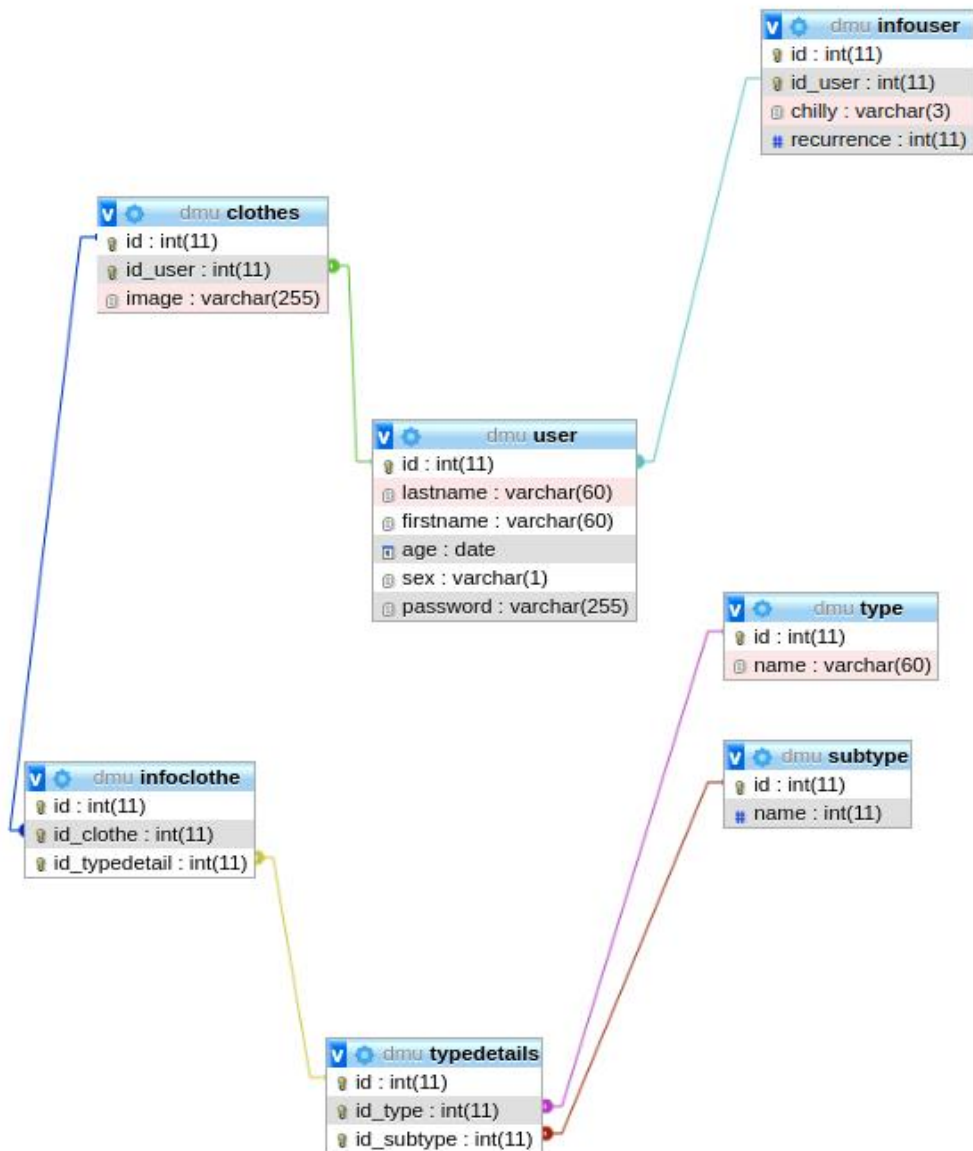 dmu infouser
id : int(11)
id_user : int(11)
chilly : varchar(3)
recurrence : int(11)
v dmu clothes
id : int(11)
id_user : int(11)
image : varchar(255)
v dmu user
id : int(11)
lastname : varchar(60)
firstname : varchar(60)
age : date
sex : varchar(1)
password : varchar(255)
v dmu type
id : int(11)
name : varchar(60)
v dmu subtype
id : int(11)
# name : int(11)
v dmu infoclothe
id : int(11)
id_clothe : int(11)
id_typedetail : int(11)
v dmu typedetails
id : int(11)
id_type : int(11)
id_subtype : int(11)